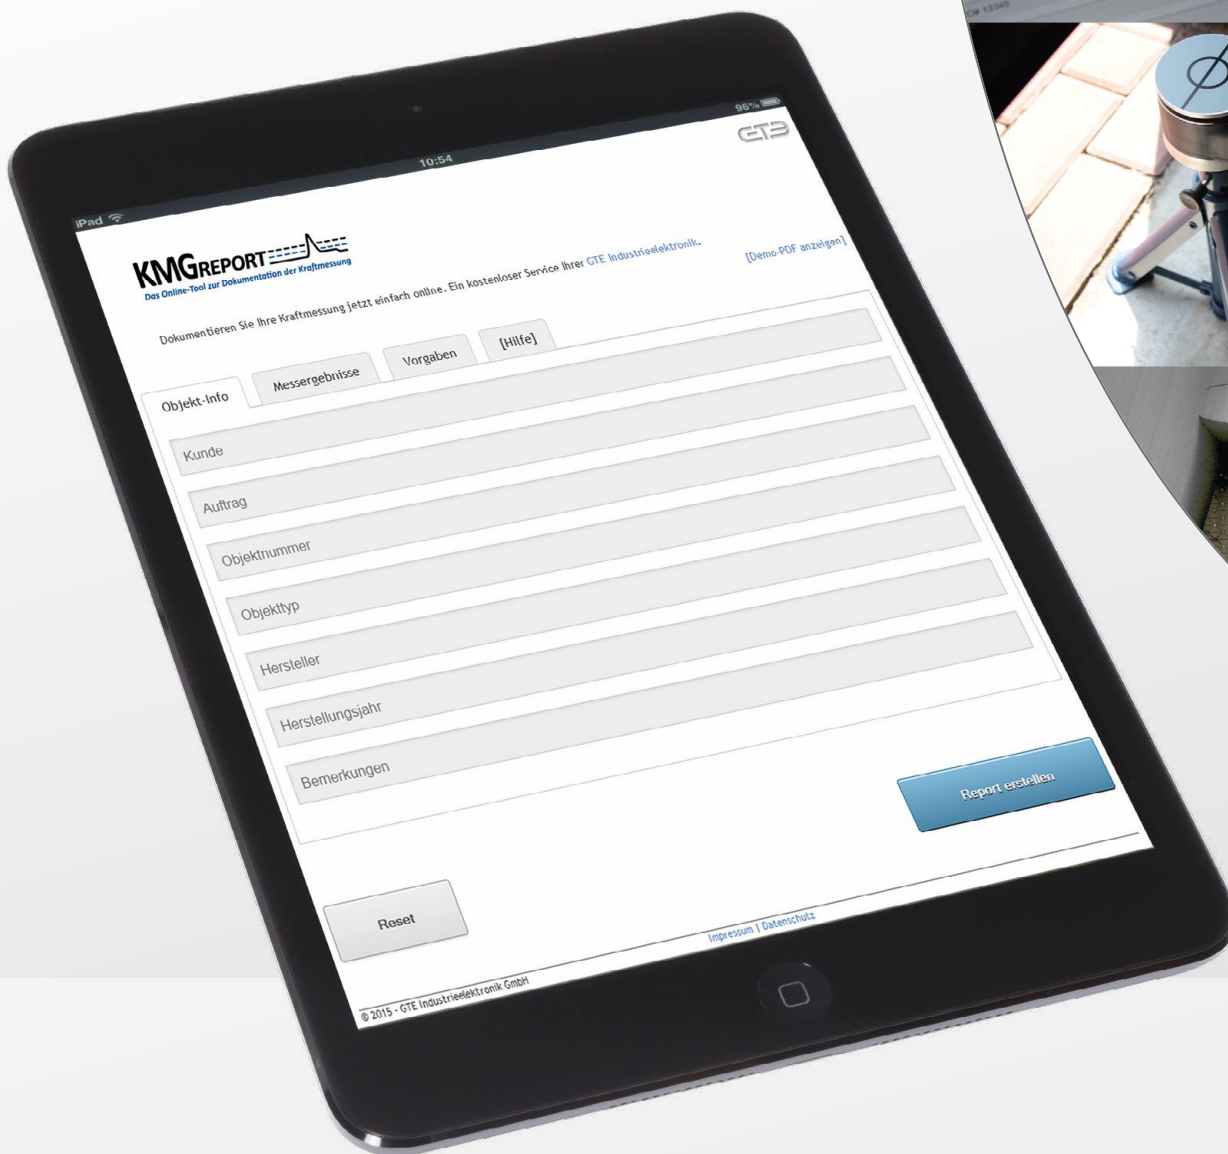 iPad
10:54
96%
GTE
KMGREPORT
Das Online-Tool zur Dokumentation der Kraftmessung
Dokumentieren Sie Ihre Kraftmessung jetzt einfach online. Ein kostenloser Service Ihrer GTE Industrieelektronik.
[Demo-PDF anzeigen]
Objekt-Info
Messergebnisse
Vorgaben
[Hilfe]
Kunde
Auftrag
Objektnummer
Objekttyp
Hersteller
Herstellungsjahr
Bemerkungen
Report erstellen
Reset
Impressum | Datenschutz
© 2015 - GTE Industrieelektronik GmbH